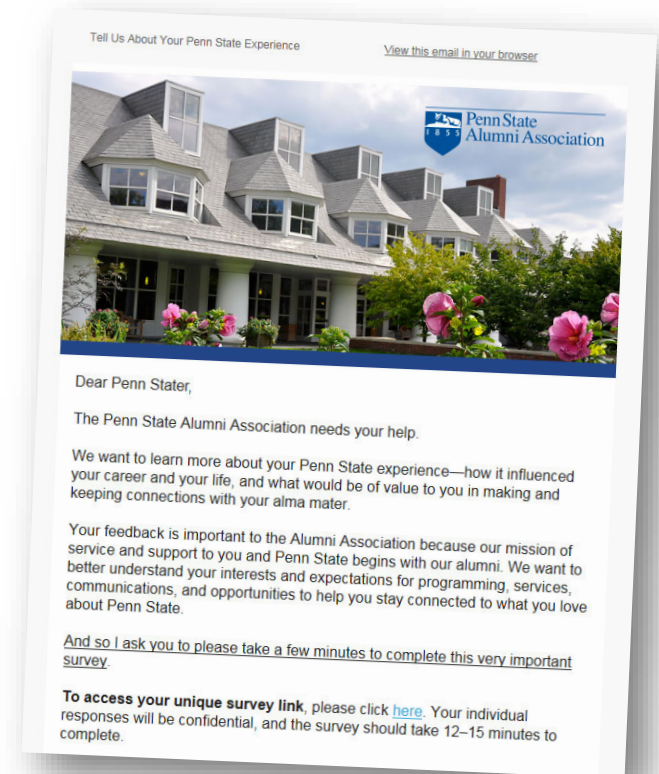 Tell Us About Your Penn State Experience
View this email in your browser
1855
Penn State
Alumni Association
Dear Penn Stater,
The Penn State Alumni Association needs your help.
We want to learn more about your Penn State experience—how it influenced
your career and your life, and what would be of value to you in making and
keeping connections with your alma mater.
Your feedback is important to the Alumni Association because our mission of
service and support to you and Penn State begins with our alumni. We want to
better understand your interests and expectations for programming, services,
communications, and opportunities to help you stay connected to what you love
about Penn State.
And so I ask you to please take a few minutes to complete this very important
survey.
To access your unique survey link, please click here. Your individual
responses will be confidential, and the survey should take 12–15 minutes to
complete.